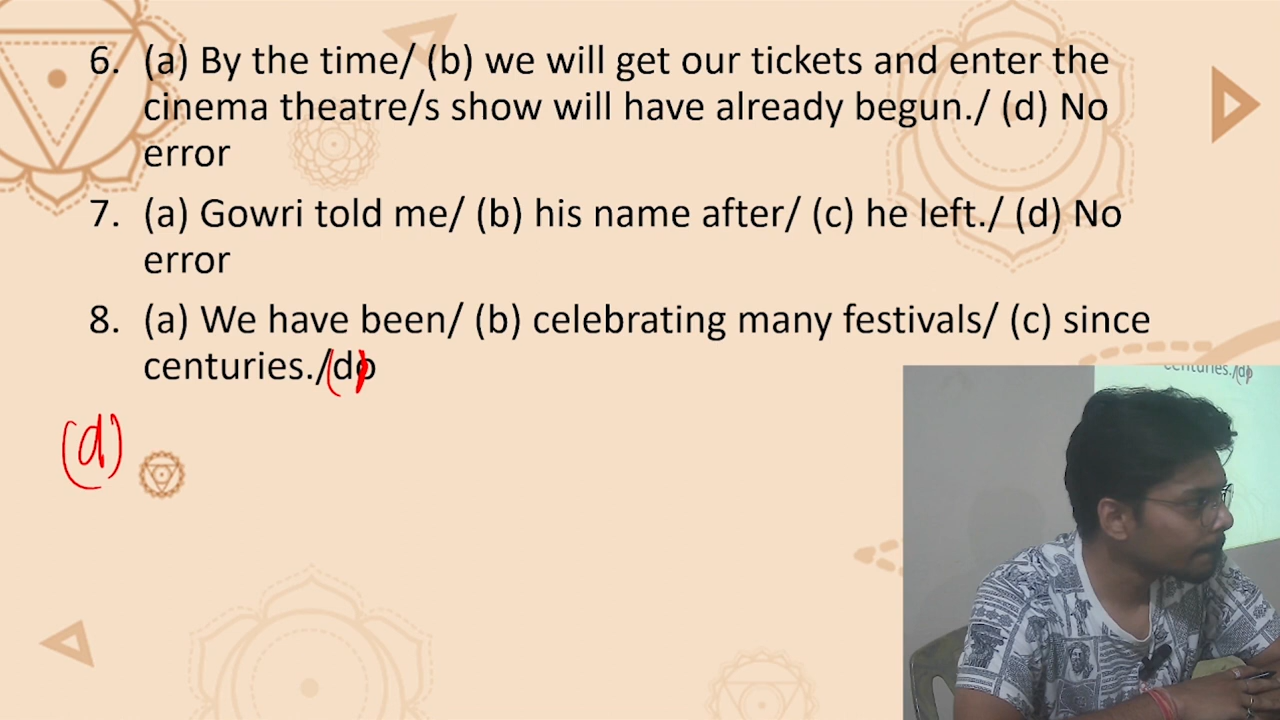 6. (a) By the time/ (b) we will get our tickets and enter the
cinema theatre/s show will have already begun./ (d) No
error
7. (a) Gowri told me/ (b) his name after/ (c) he left./ (d) No
error
8. (a) We have been/ (b) celebrating many festivals/ (c) since
centuries./(d)
centuries./(d)
(d)